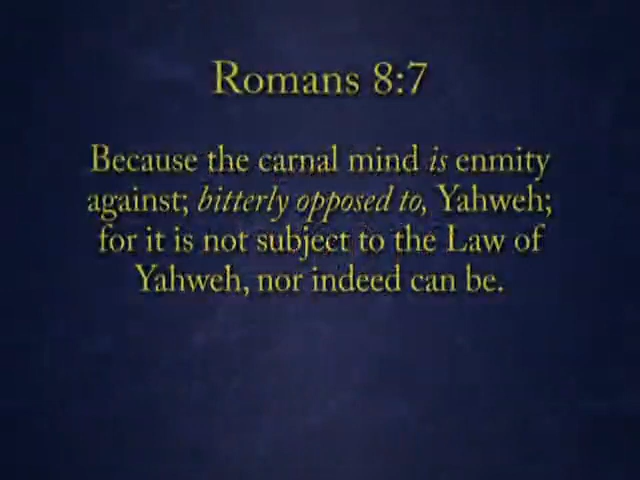 Romans 8:7
Because the carnal mind is enmity
against; bitterly opposed to, Yahweh;
for it is not subject to the Law of
Yahweh, nor indeed can be.